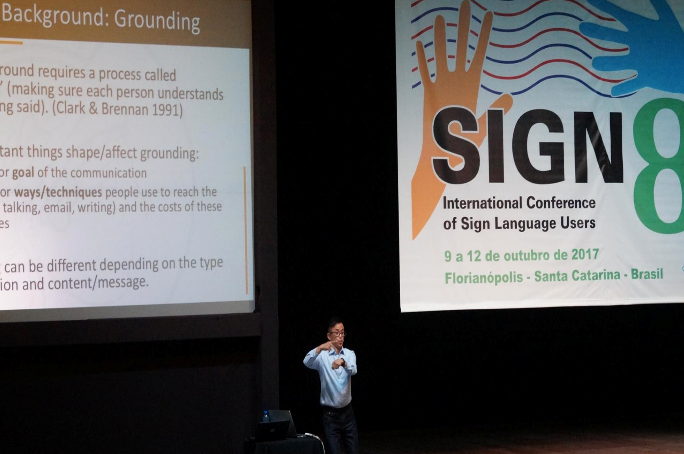 Background: Grounding
round requires a process called
' (making sure each person understands
ng said). (Clark & Brennan 1991)
tant things shape/affect grounding:
or goal of the communication
or ways/techniques people use to reach the
talking, email, writing) and the costs of these
es
can be different depending on the type
ion and content/message.
SIGN8
International Conference
of Sign Language Users
9 a 12 de outubro de 2017
Florianópolis - Santa Catarina - Brasil